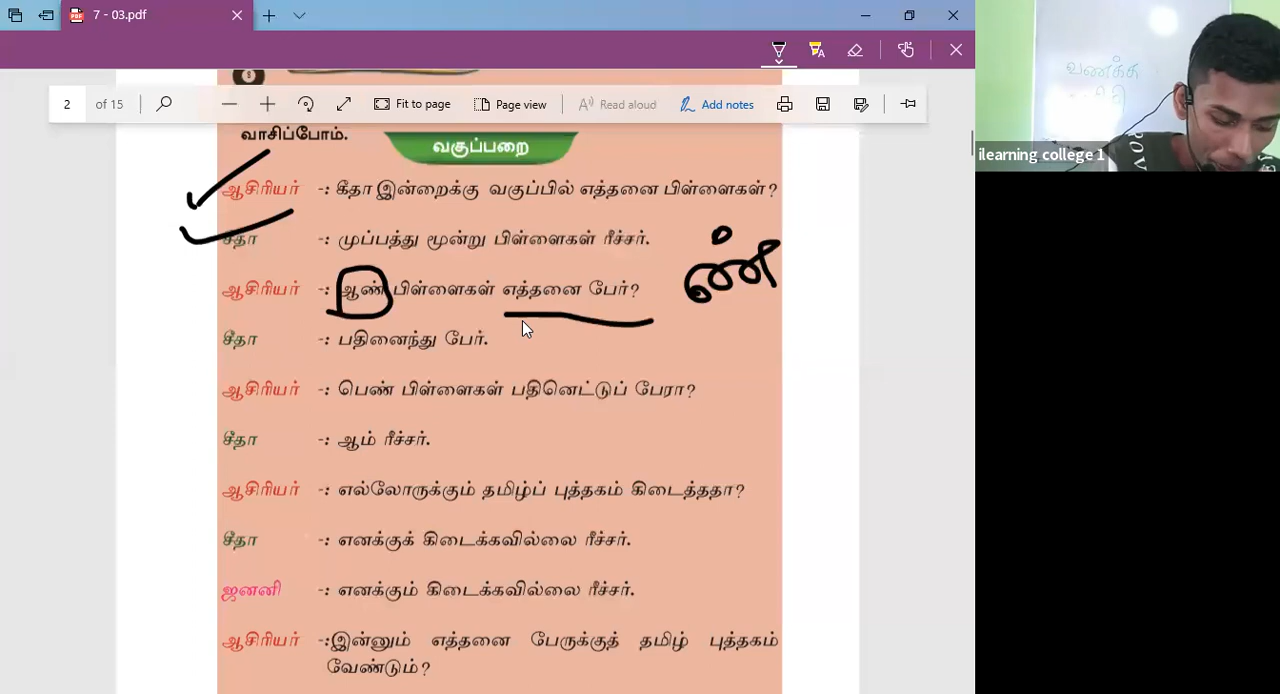 7 - 03.pdf
2 of 15 Fit to page Page view Read aloud Add notes
வாசிப்போம்.
வகுப்பறை
ஆசிரியர் -: கீதா இன்றைக்கு வகுப்பில் எத்தனை பிள்ளைகள்?
சீதா -: முப்பத்து மூன்று பிள்ளைகள் ரீச்சர்.
ண்
ஆசிரியர் -: ஆண் பிள்ளைகள் எத்தனை பேர்?
சீதா -: பதினைந்து பேர்.
ஆசிரியர் -: பெண் பிள்ளைகள் பதினெட்டுப் பேரா?
சீதா -: ஆம் ரீச்சர்.
ஆசிரியர் -: எல்லோருக்கும் தமிழ்ப் புத்தகம் கிடைத்ததா?
சீதா -: எனக்குக் கிடைக்கவில்லை ரீச்சர்.
ஜனனி -: எனக்கும் கிடைக்கவில்லை ரீச்சர்.
ஆசிரியர் -:இன்னும் எத்தனை பேருக்குத் தமிழ் புத்தகம்
வேண்டும்?
வணக்க
ilearning college 1